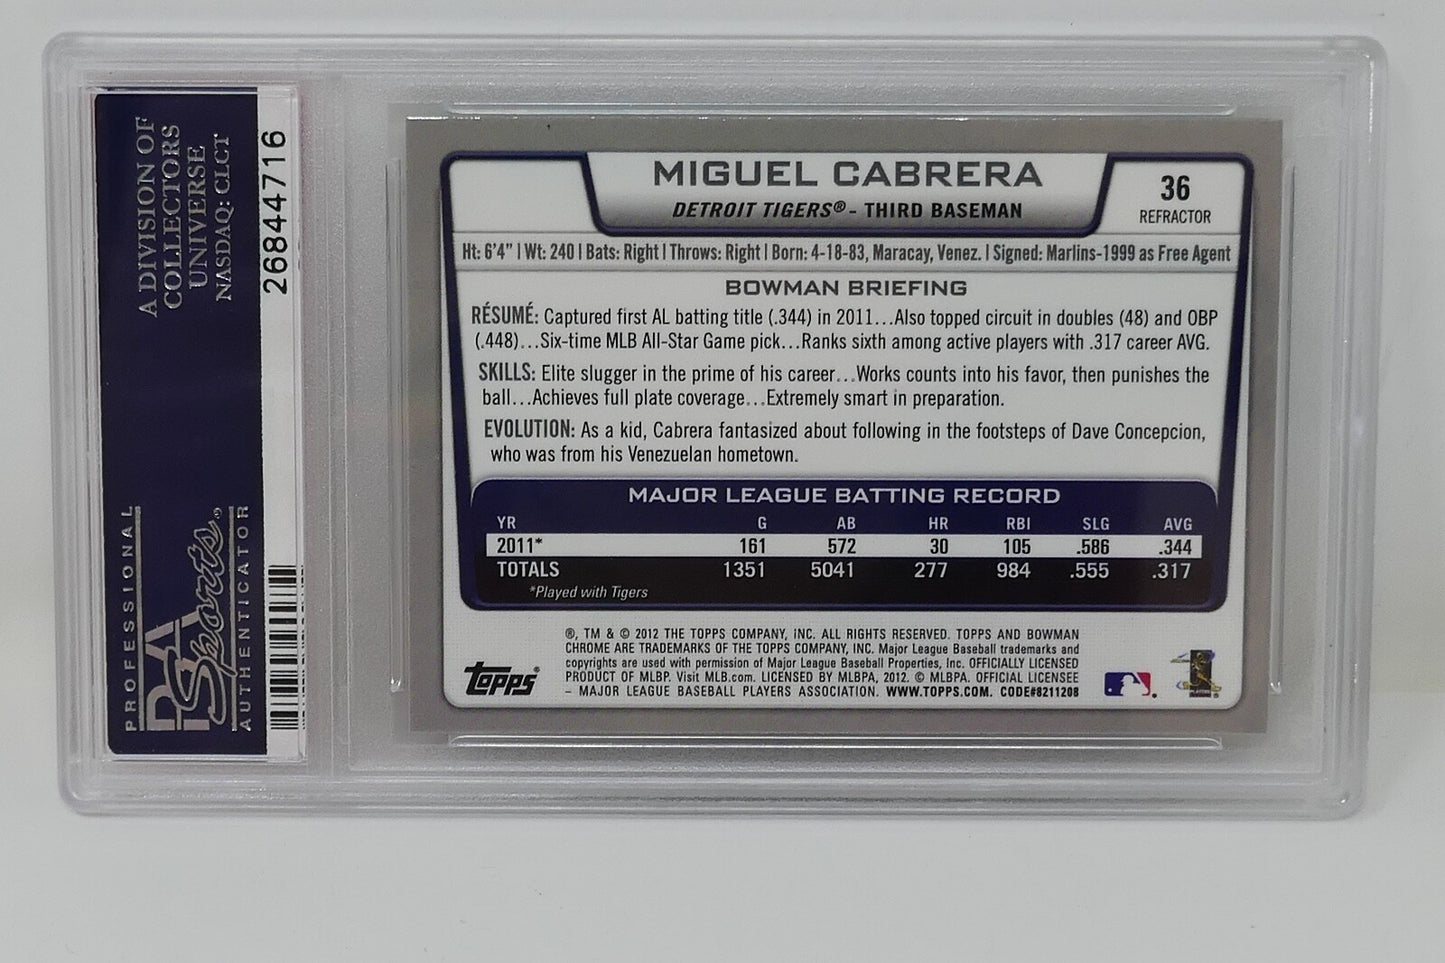 A DIVISION OF
COLLECTORS
UNIVERSE
NASDAQ: CLCT
26844716
PROFESSIONAL
PSA
Sports®
AUTHENTICATOR
MIGUEL CABRERA
DETROIT TIGERS® - THIRD BASEMAN
36
REFRACTOR
Ht: 6'4" | Wt: 240 | Bats: Right | Throws: Right | Born: 4-18-83, Maracay, Venez. | Signed: Marlins-1999 as Free Agent
BOWMAN BRIEFING
RÉSUMÉ: Captured first AL batting title (.344) in 2011...Also topped circuit in doubles (48) and OBP
(.448)...Six-time MLB All-Star Game pick...Ranks sixth among active players with .317 career AVG.
SKILLS: Elite slugger in the prime of his career...Works counts into his favor, then punishes the
ball...Achieves full plate coverage...Extremely smart in preparation.
EVOLUTION: As a kid, Cabrera fantasized about following in the footsteps of Dave Concepcion,
who was from his Venezuelan hometown.
MAJOR LEAGUE BATTING RECORD
YR G AB HR RBI SLG AVG
2011* 161 572 30 105 .586 .344
TOTALS 1351 5041 277 984 .555 .317
*Played with Tigers
®, TM & © 2012 THE TOPPS COMPANY, INC. ALL RIGHTS RESERVED. TOPPS AND BOWMAN
CHROME ARE TRADEMARKS OF THE TOPPS COMPANY, INC. Major League Baseball trademarks and
copyrights are used with permission of Major League Baseball Properties, Inc. OFFICIALLY LICENSED
PRODUCT OF MLBP. Visit MLB.com. LICENSED BY MLBPA, 2012. © MLBPA. OFFICIAL LICENSEE
– MAJOR LEAGUE BASEBALL PLAYERS ASSOCIATION. WWW.TOPPS.COM. CODE#8211208
Topps®